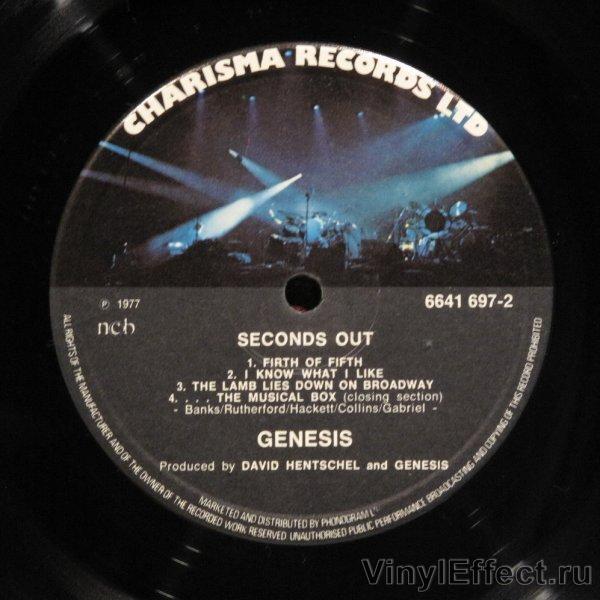 CHARISMA RECORDS LTD
℗ 1977
6641 697-2
ncb
SECONDS OUT
1. FIRTH OF FIFTH
2. I KNOW WHAT I LIKE
3. THE LAMB LIES DOWN ON BROADWAY
4. . . . THE MUSICAL BOX (closing section)
- Banks/Rutherford/Hackett/Collins/Gabriel -
GENESIS
Produced by DAVID HENTSCHEL and GENESIS
MARKETED AND DISTRIBUTED BY PHONOGRAM
ALL RIGHTS OF THE MANUFACTURER AND OF THE OWNER OF THE RECORDED WORK RESERVED UNAUTHORISED PUBLIC PERFORMANCE BROADCASTING AND COPYING OF THIS RECORD PROHIBITED
VinylEffect.ru